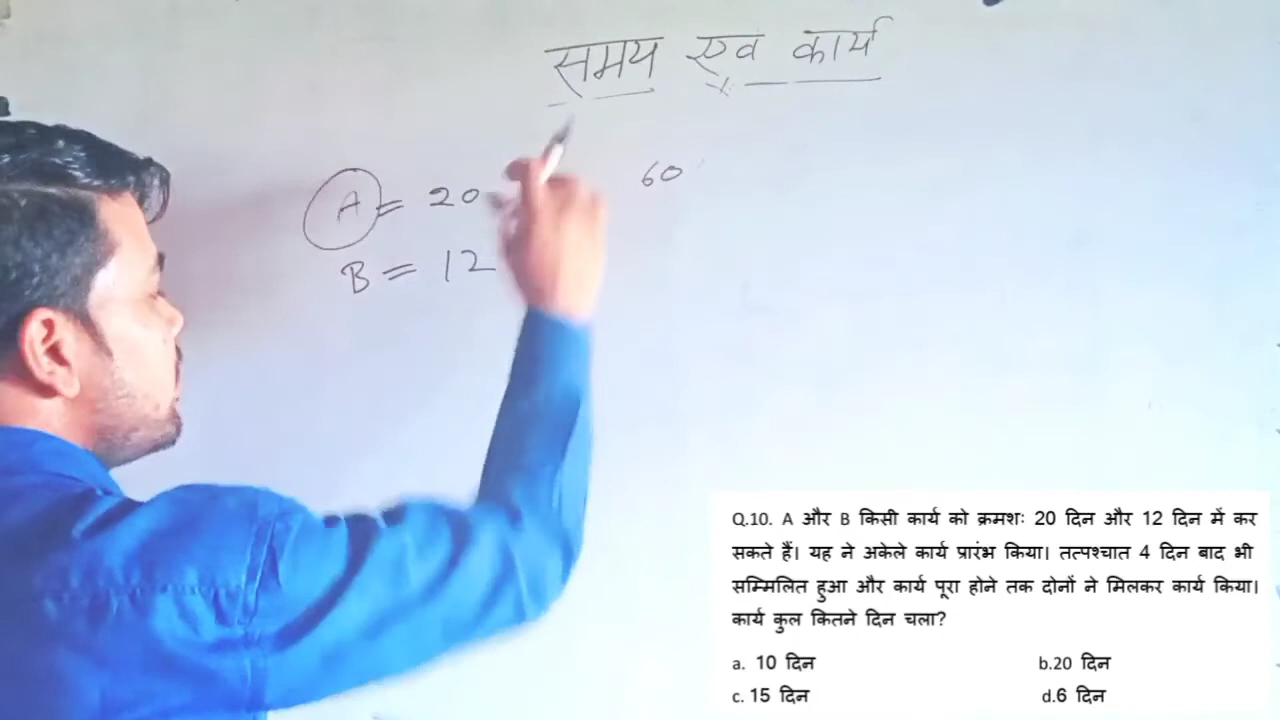 समय एव कार्य
A = 20
60
B = 12
Q.10. A और B किसी कार्य को क्रमशः 20 दिन और 12 दिन में कर
सकते हैं। यह ने अकेले कार्य प्रारंभ किया। तत्पश्चात 4 दिन बाद भी
सम्मिलित हुआ और कार्य पूरा होने तक दोनों ने मिलकर कार्य किया।
कार्य कुल कितने दिन चला?
a. 10 दिन b.20 दिन
c. 15 दिन d.6 दिन